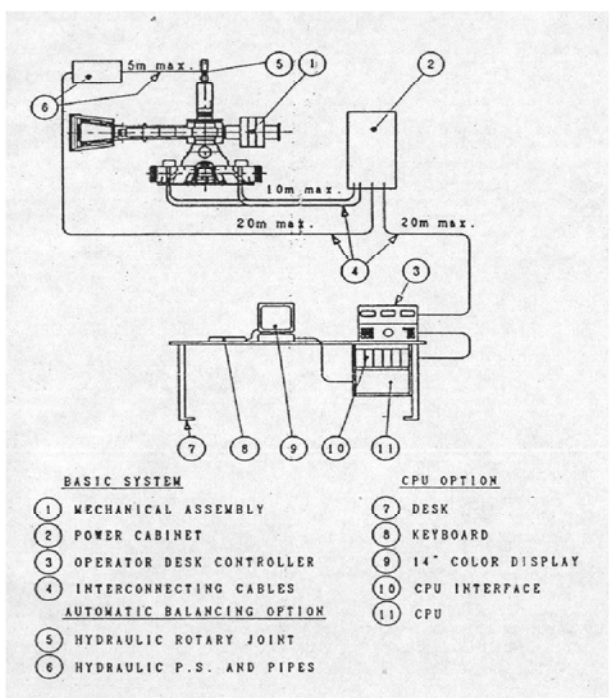 5m max.
5
1
2
6
10m max.
20m max.
20m max.
4
3
7
8
9
10
11
BASIC SYSTEM
1 MECHANICAL ASSEMBLY
2 POWER CABINET
3 OPERATOR DESK CONTROLLER
4 INTERCONNECTING CABLES
AUTOMATIC BALANCING OPTION
5 HYDRAULIC ROTARY JOINT
6 HYDRAULIC P.S. AND PIPES
CPU OPTION
7 DESK
8 KEYBOARD
9 14" COLOR DISPLAY
10 CPU INTERFACE
11 CPU